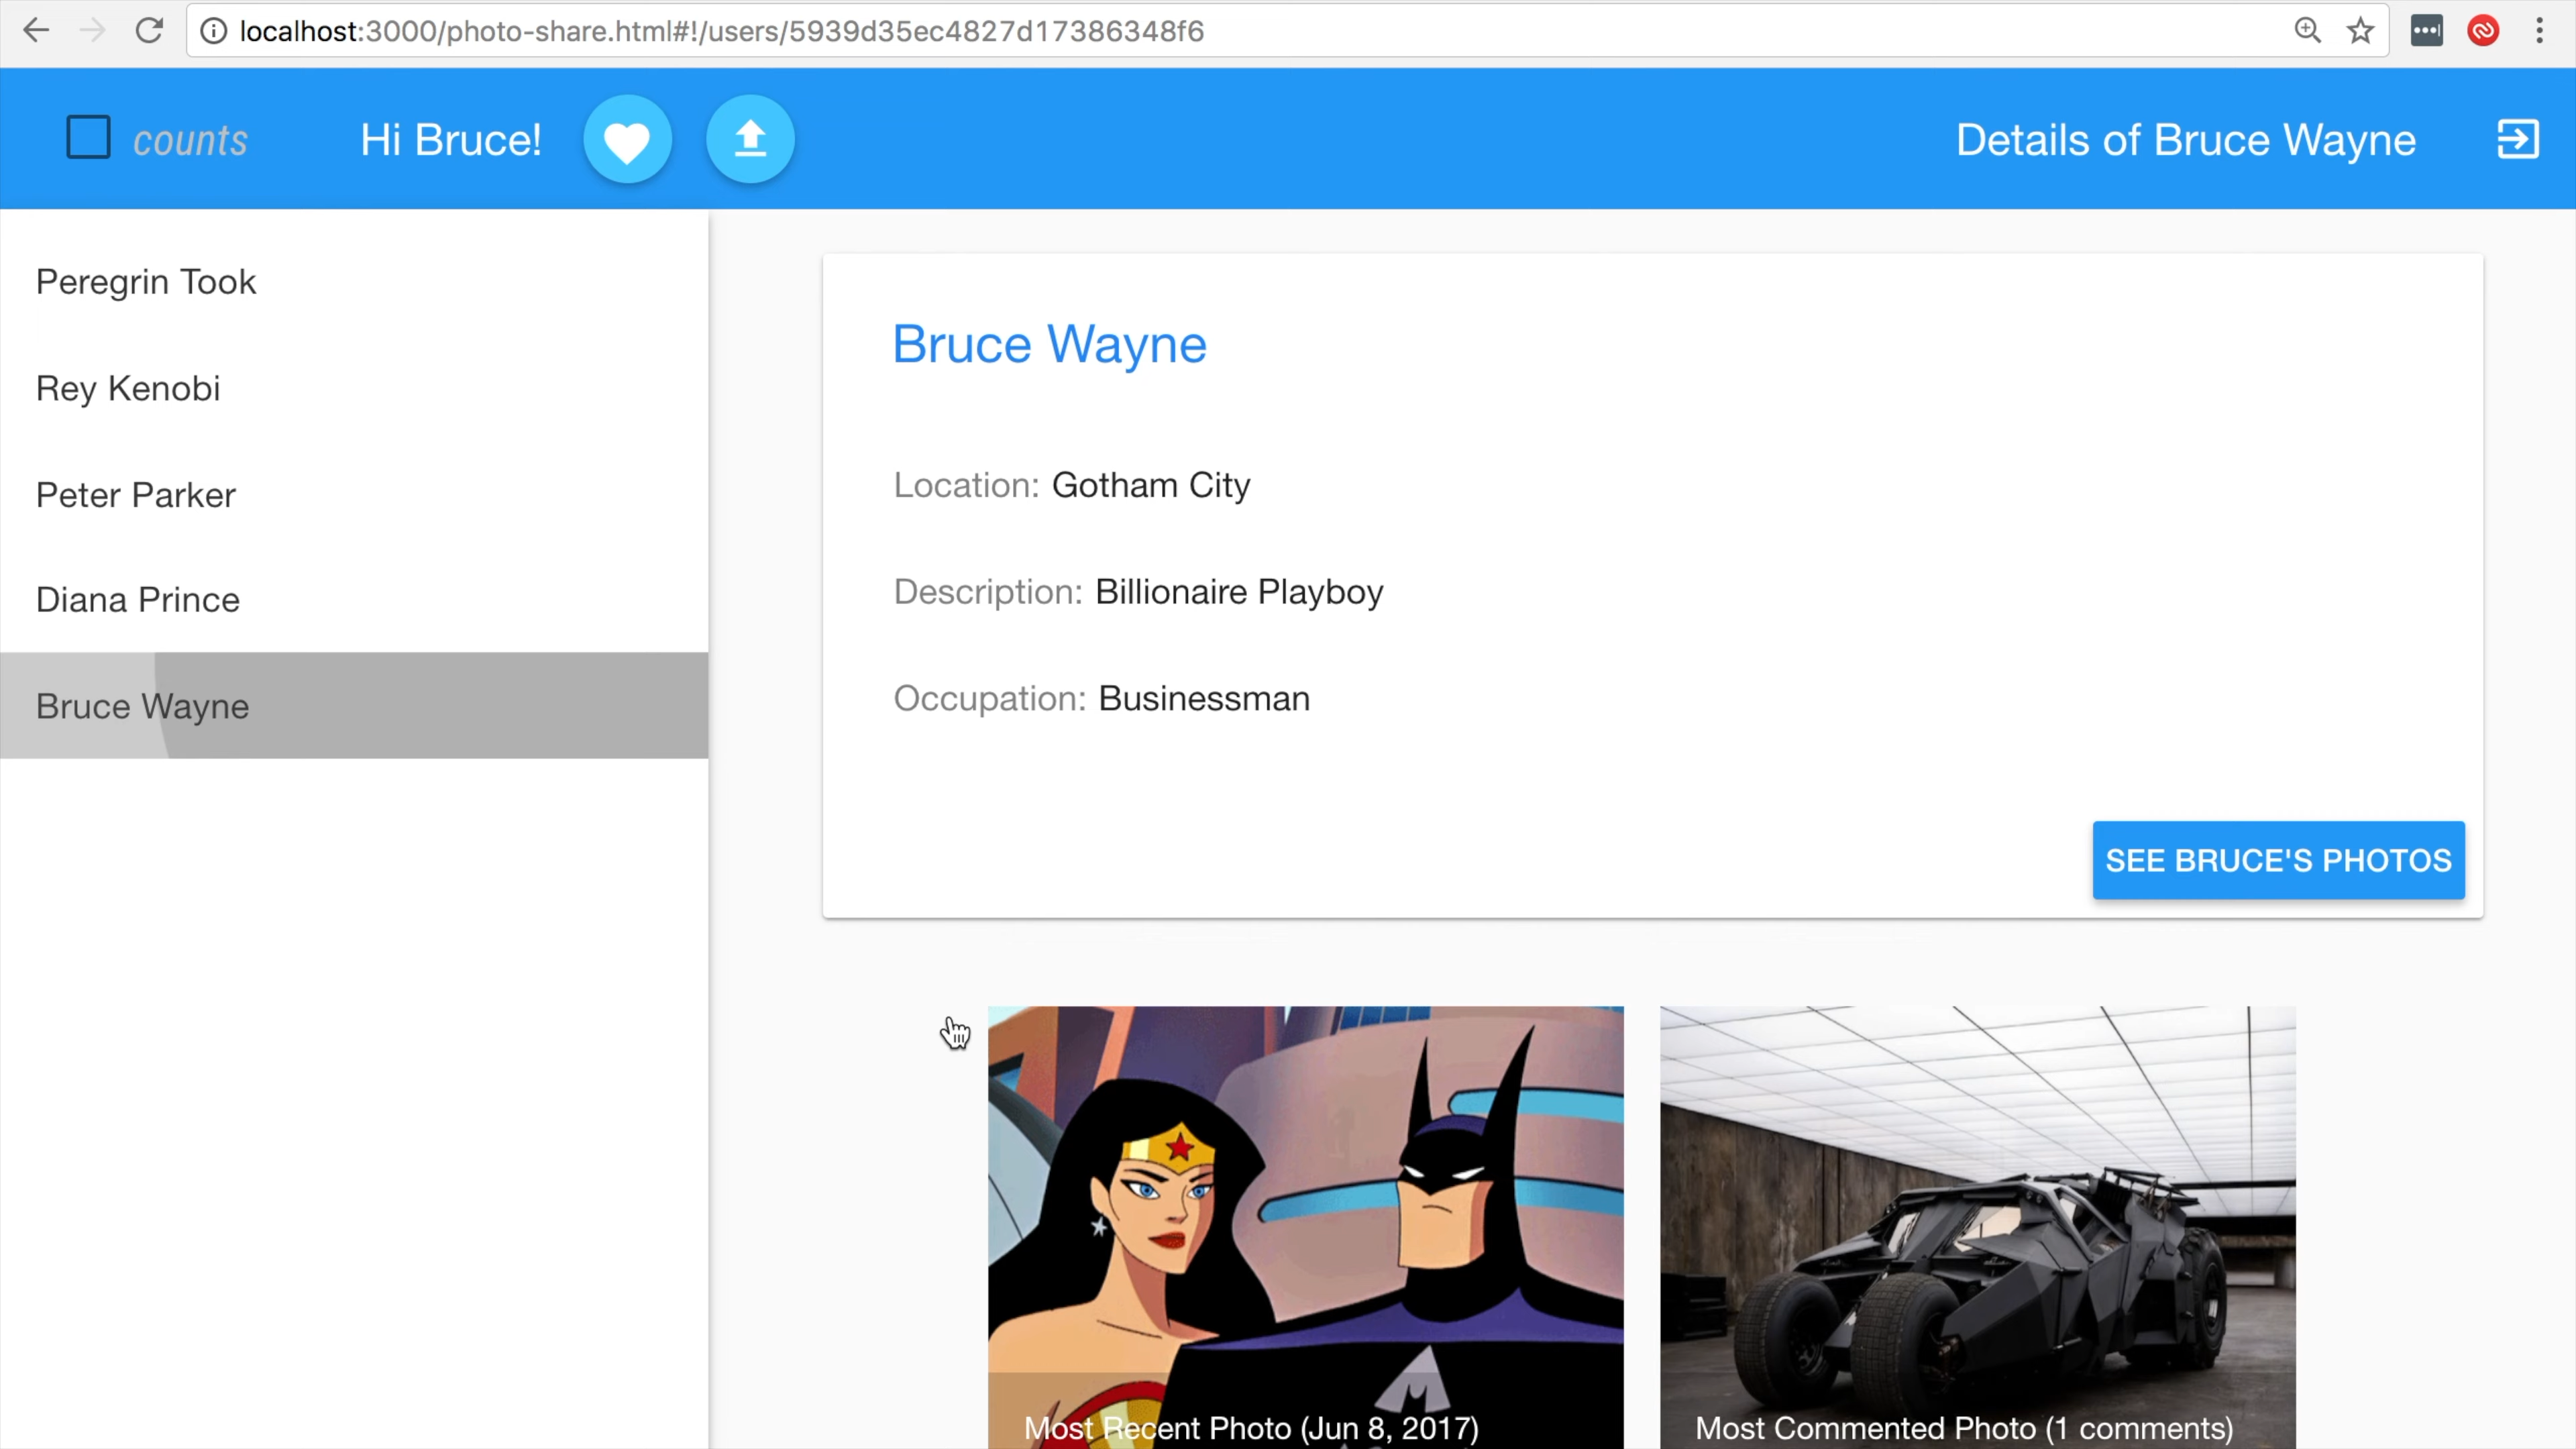 localhost:3000/photo-share.html#!/users/5939d35ec4827d17386348f6
counts
Hi Bruce!
Details of Bruce Wayne
Peregrin Took
Rey Kenobi
Peter Parker
Diana Prince
Bruce Wayne
Bruce Wayne
Location: Gotham City
Description: Billionaire Playboy
Occupation: Businessman
SEE BRUCE'S PHOTOS
Most Recent Photo (Jun 8, 2017)
Most Commented Photo (1 comments)